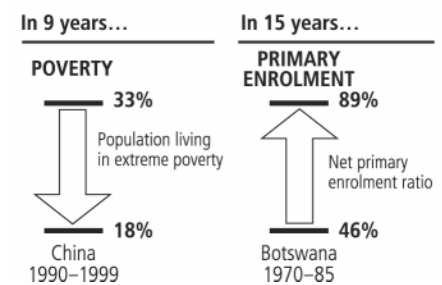 In 9 years…
POVERTY
33%
Population living
in extreme poverty
18%
China
1990–1999
In 15 years…
PRIMARY
ENROLMENT
89%
Net primary
enrolment ratio
46%
Botswana
1970–85